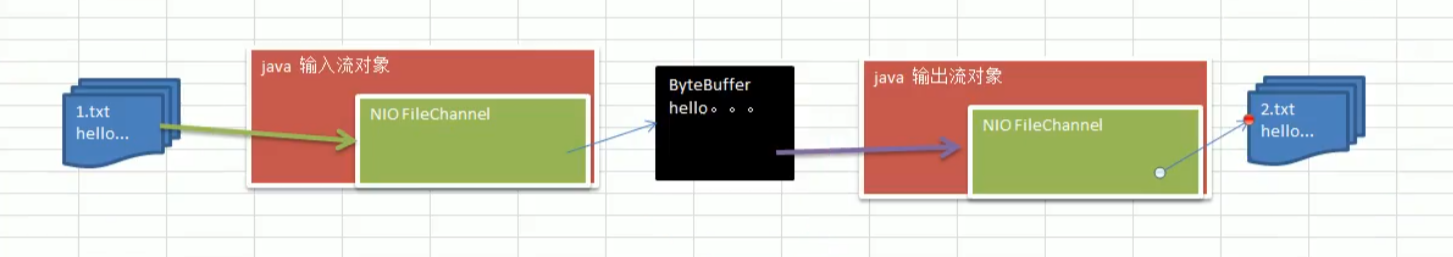 1.txt
hello...
java 输入流对象
NIO FileChannel
ByteBuffer
hello。。。
java 输出流对象
NIO FileChannel
2.txt
hello...